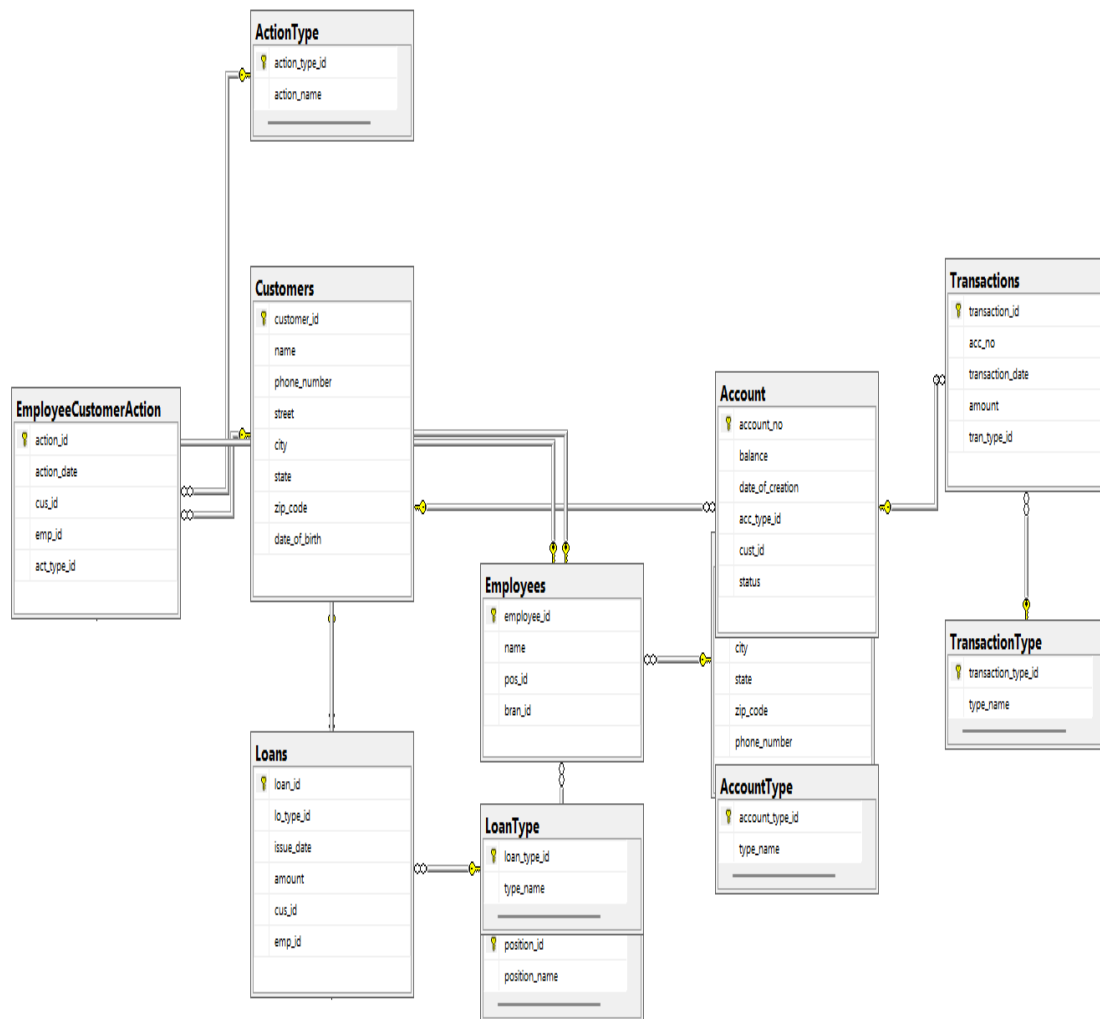 ActionType
action_type_id
action_name
Customers
customer_id
name
phone_number
street
city
state
zip_code
date_of_birth
EmployeeCustomerAction
action_id
action_date
cus_id
emp_id
act_type_id
Transactions
transaction_id
acc_no
transaction_date
amount
tran_type_id
Account
account_no
balance
date_of_creation
acc_type_id
cust_id
status
city
state
zip_code
phone_number
Employees
employee_id
name
pos_id
bran_id
TransactionType
transaction_type_id
type_name
Loans
loan_id
lo_type_id
issue_date
amount
cus_id
emp_id
AccountType
account_type_id
type_name
LoanType
loan_type_id
type_name
position_id
position_name